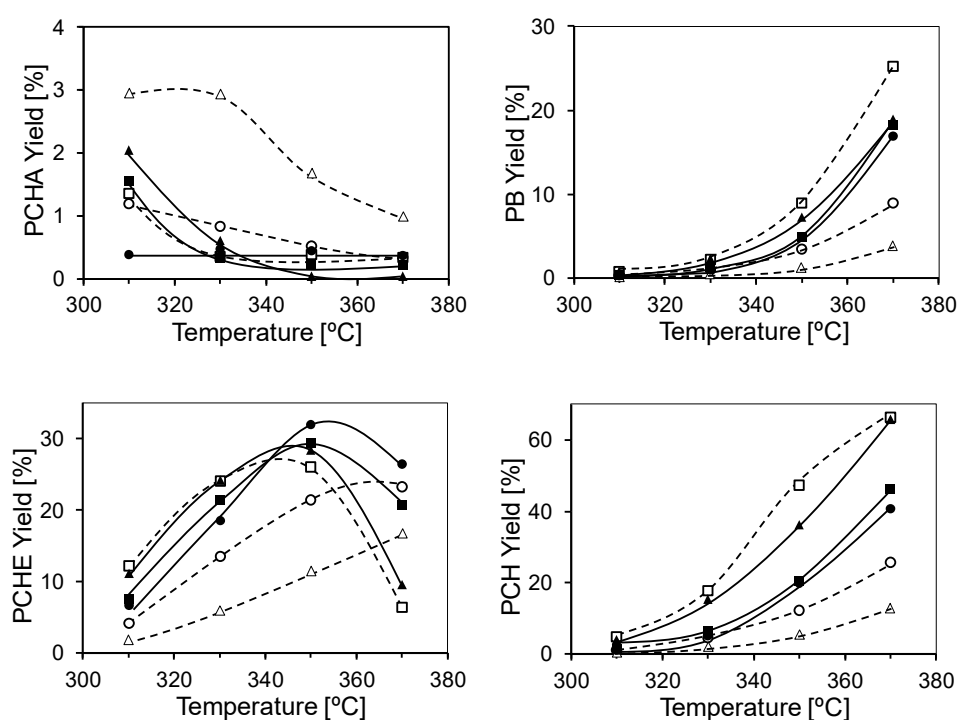 4
3
2
1
0
300 320 340 360 380
Temperature [ºC]
PCHA Yield [%]
30
20
10
0
300 320 340 360 380
Temperature [ºC]
PB Yield [%]
30
20
10
0
300 320 340 360 380
Temperature [ºC]
PCHE Yield [%]
60
40
20
0
300 320 340 360 380
Temperature [ºC]
PCH Yield [%]